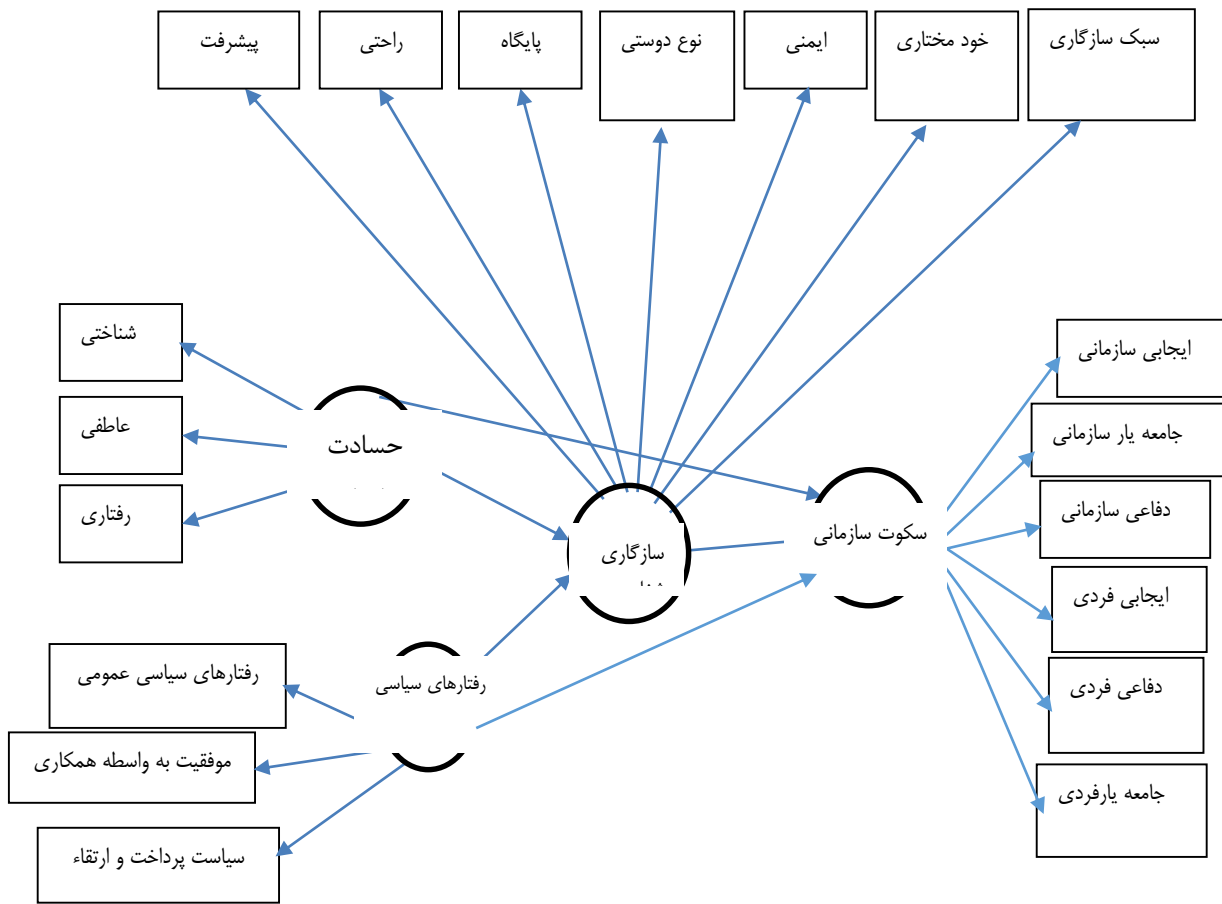 سبک سازگاری
خود مختاری
ایمنی
نوع دوستی
پایگاه
راحتی
پیشرفت
ایجابی سازمانی
جامعه یار سازمانی
دفاعی سازمانی
ایجابی فردی
دفاعی فردی
جامعه یارفردی
سکوت سازمانی
سازگاری
حسادت
رفتارهای سیاسی
شناختی
عاطفی
رفتاری
رفتارهای سیاسی عمومی
موفقیت به واسطه همکاری
سیاست پرداخت و ارتقاء